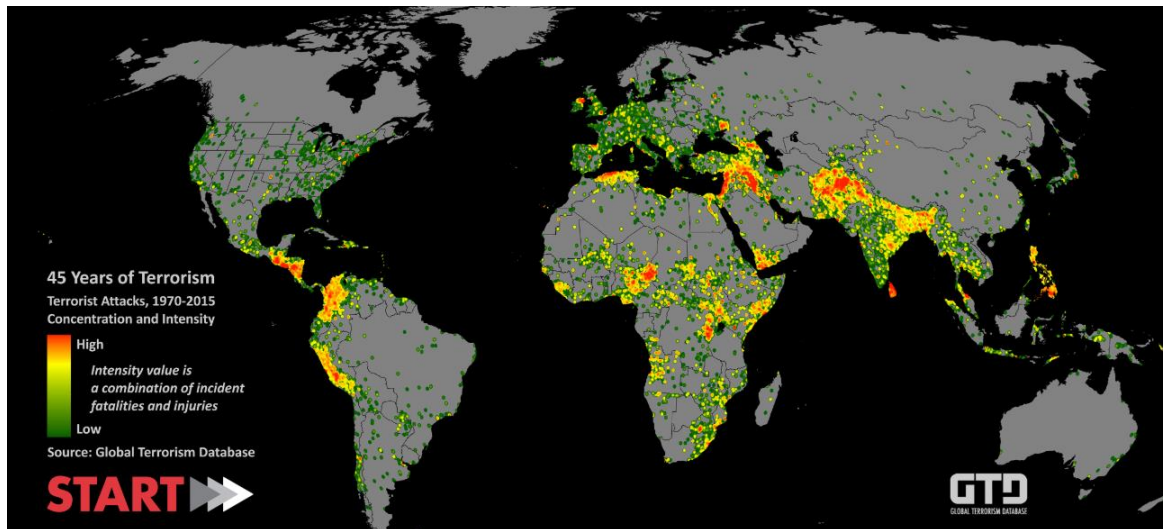 45 Years of Terrorism
Terrorist Attacks, 1970-2015
Concentration and Intensity
High
Intensity value is
a combination of incident
fatalities and injuries
Low
Source: Global Terrorism Database
START
GTD
GLOBAL TERRORISM DATABASE